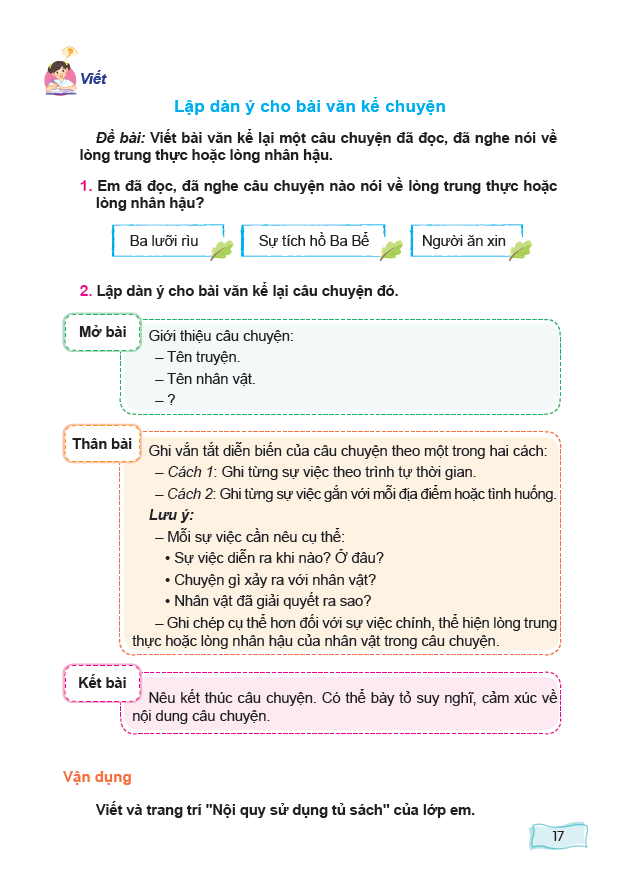 Viết
Lập dàn ý cho bài văn kể chuyện
Đề bài: Viết bài văn kể lại một câu chuyện đã đọc, đã nghe nói về
lòng trung thực hoặc lòng nhân hậu.
1. Em đã đọc, đã nghe câu chuyện nào nói về lòng trung thực hoặc
lòng nhân hậu?
Ba lưỡi rìu
Sự tích hồ Ba Bể
Người ăn xin
2. Lập dàn ý cho bài văn kể lại câu chuyện đó.
Mở bài
Giới thiệu câu chuyện:
– Tên truyện.
– Tên nhân vật.
– ?
Thân bài
Ghi vắn tắt diễn biến của câu chuyện theo một trong hai cách:
– Cách 1: Ghi từng sự việc theo trình tự thời gian.
– Cách 2: Ghi từng sự việc gắn với mỗi địa điểm hoặc tình huống.
Lưu ý:
– Mỗi sự việc cần nêu cụ thể:
• Sự việc diễn ra khi nào? Ở đâu?
• Chuyện gì xảy ra với nhân vật?
• Nhân vật đã giải quyết ra sao?
– Ghi chép cụ thể hơn đối với sự việc chính, thể hiện lòng trung
thực hoặc lòng nhân hậu của nhân vật trong câu chuyện.
Kết bài
Nêu kết thúc câu chuyện. Có thể bày tỏ suy nghĩ, cảm xúc về
nội dung câu chuyện.
Vận dụng
Viết và trang trí "Nội quy sử dụng tủ sách" của lớp em.
17